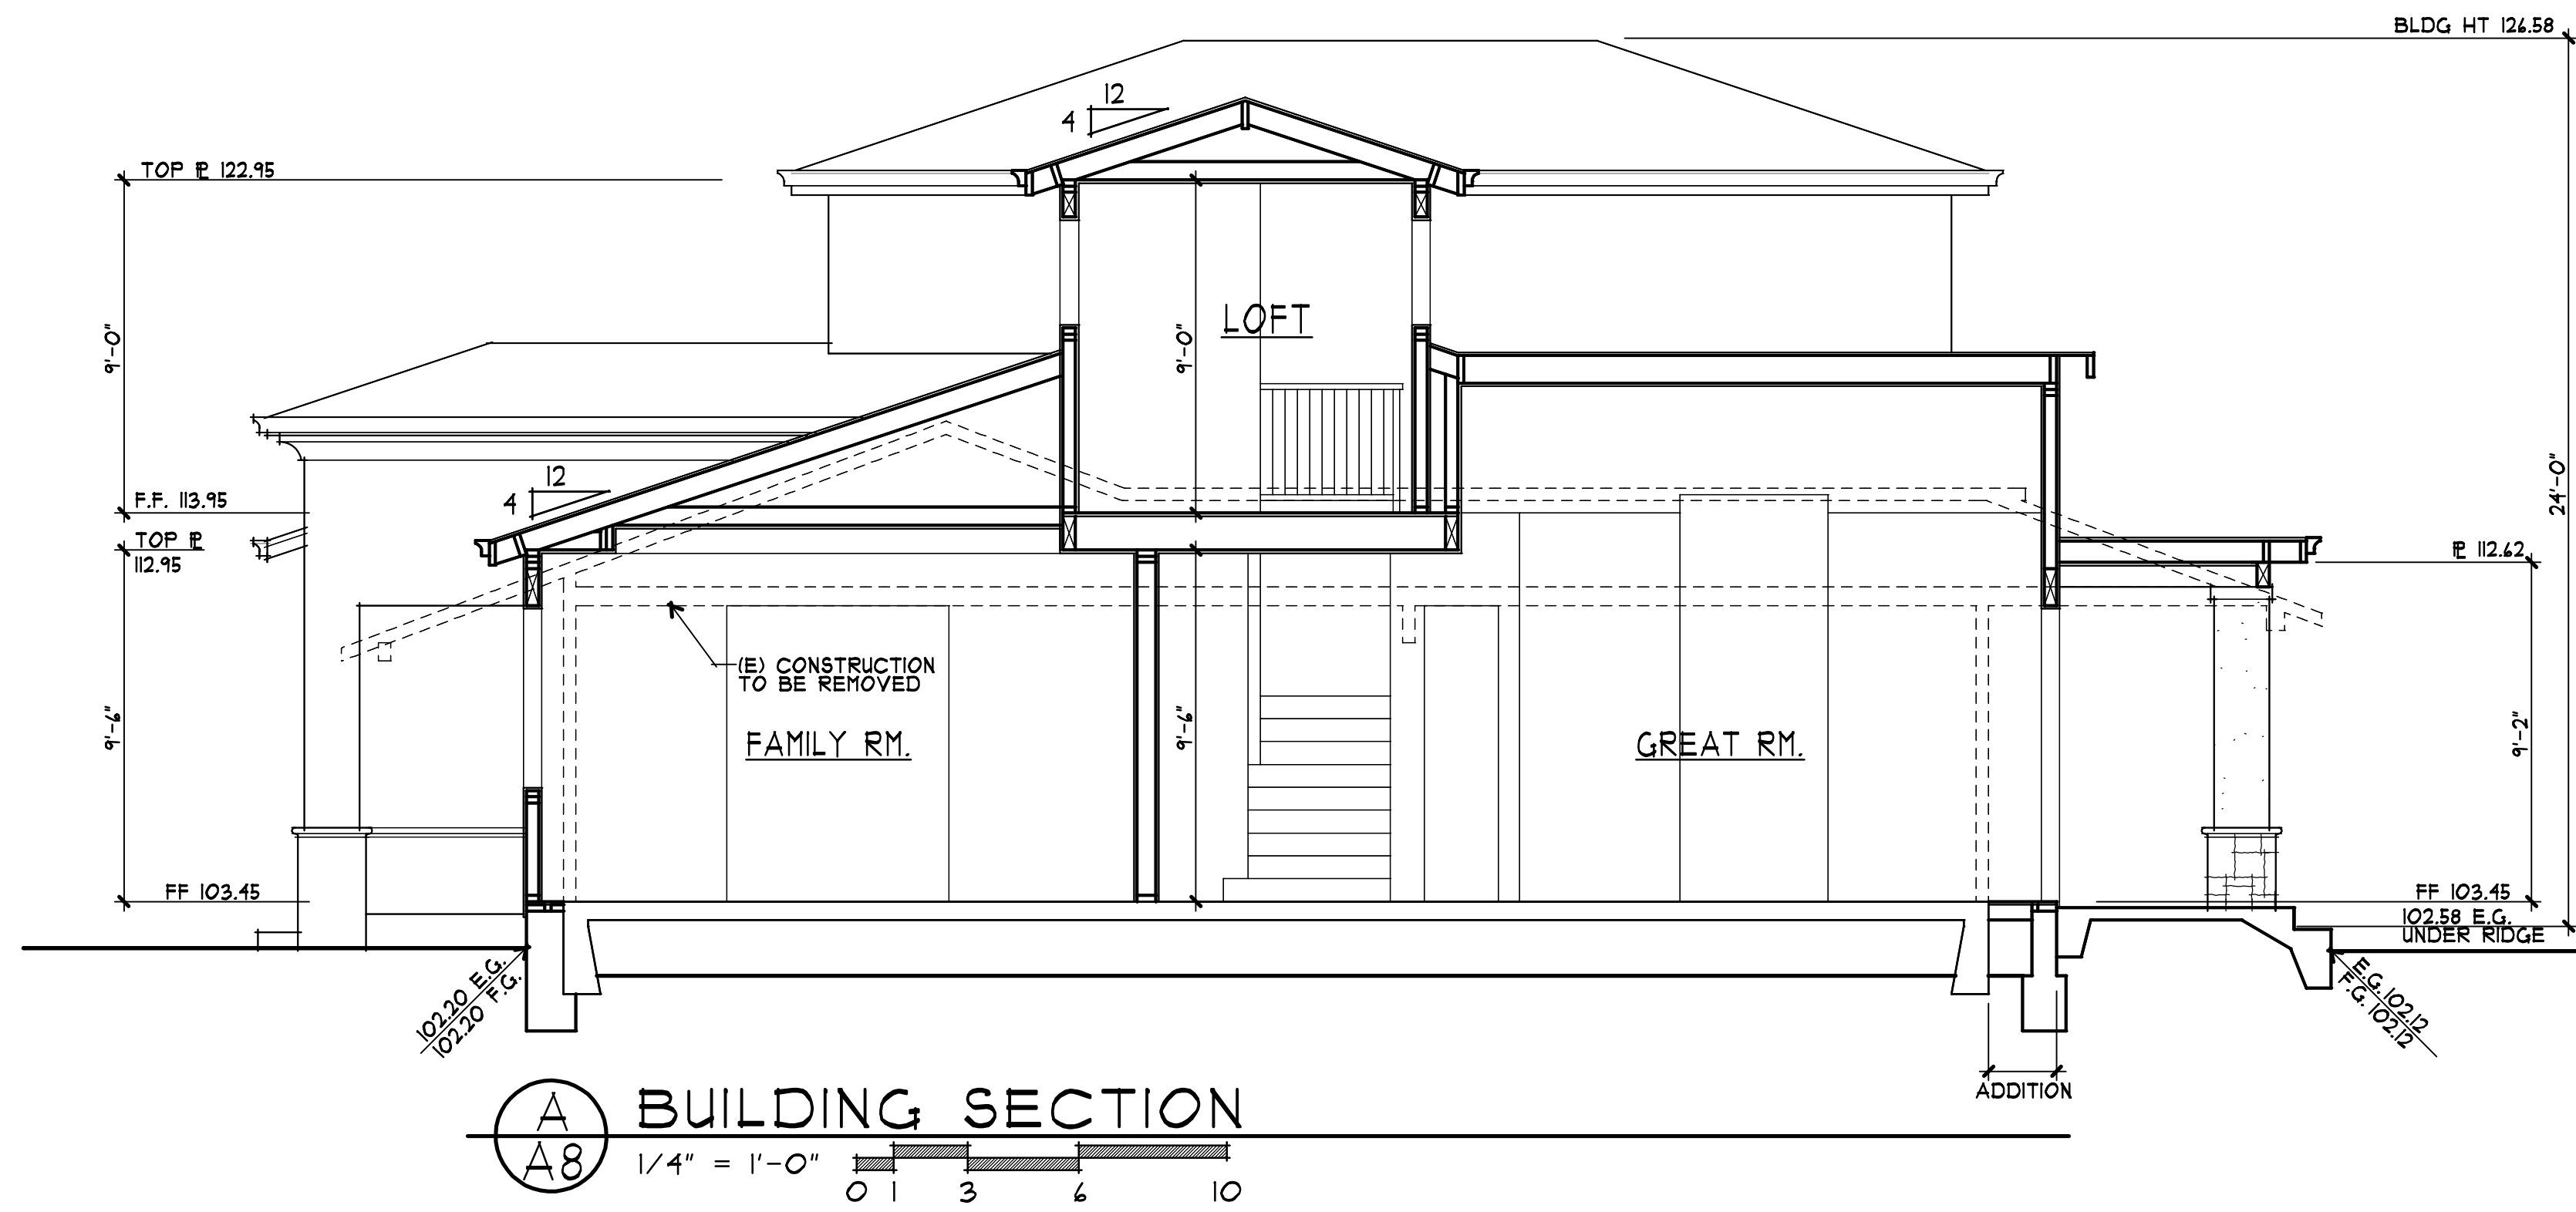 BLDG HT 126.58
12
4
TOP ⅊ 122.95
9'-0"
9'-0"
LOFT
12
4
F.F. 113.95
24'-0"
TOP ⅊
112.95
⅊ 112.62
(E) CONSTRUCTION
TO BE REMOVED
9'-6"
FAMILY RM.
9'-6"
GREAT RM.
9'-2"
FF 103.45
FF 103.45
102.58 E.G.
UNDER RIDGE
102.20 E.G.
102.20 F.G.
E.G. 102.12
F.G. 102.12
ADDITION
A
A8
BUILDING SECTION
1/4" = 1'-0"
0 1 3 6 10